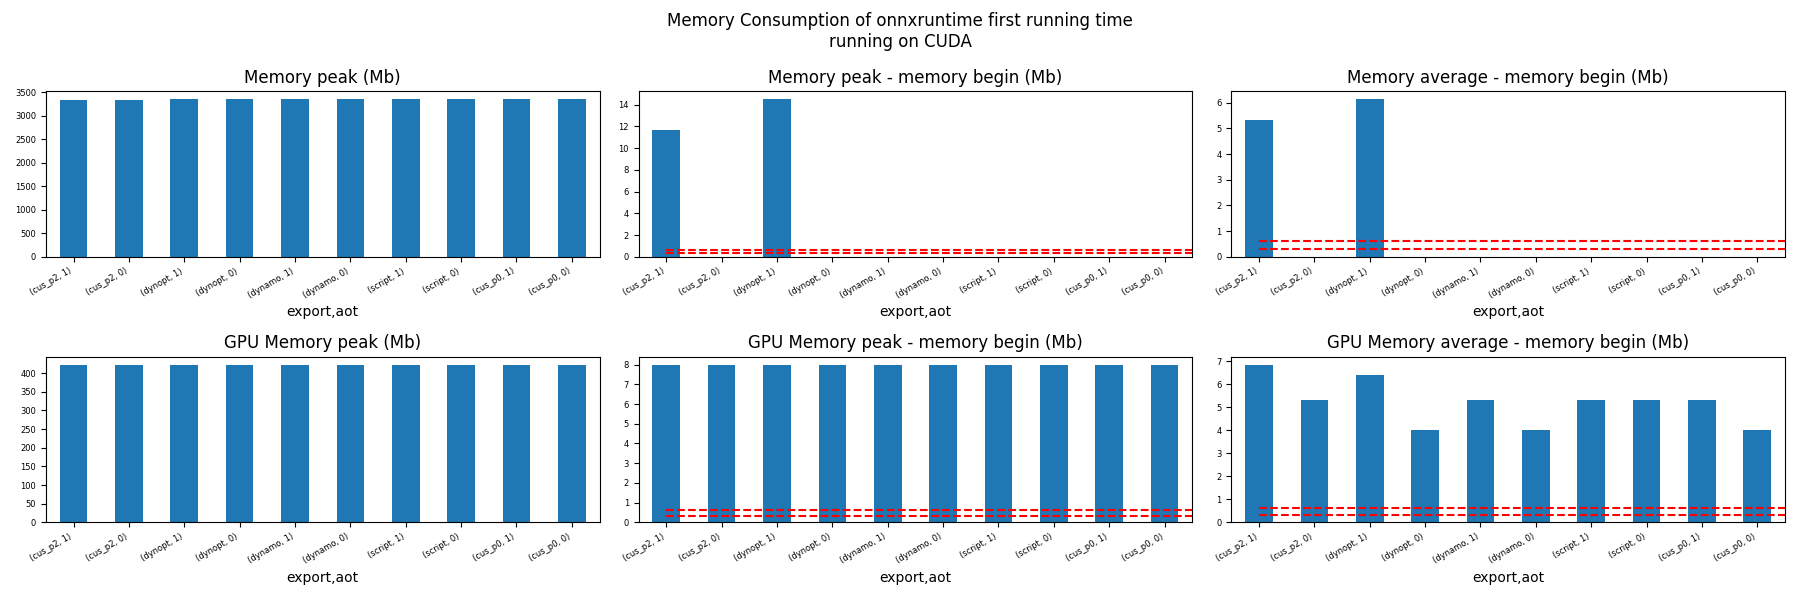 Memory Consumption of onnxruntime first running time
running on CUDA
Memory peak (Mb)
3500
3000
2500
2000
1500
1000
500
0
(cus_p2, 1)
(cus_p2, 0)
(dynopt, 1)
(dynopt, 0)
(dynamo, 1)
(dynamo, 0)
(script, 1)
(script, 0)
(cus_p0, 1)
(cus_p0, 0)
export,aot
Memory peak - memory begin (Mb)
14
12
10
8
6
4
2
0
(cus_p2, 1)
(cus_p2, 0)
(dynopt, 1)
(dynopt, 0)
(dynamo, 1)
(dynamo, 0)
(script, 1)
(script, 0)
(cus_p0, 1)
(cus_p0, 0)
export,aot
Memory average - memory begin (Mb)
6
5
4
3
2
1
0
(cus_p2, 1)
(cus_p2, 0)
(dynopt, 1)
(dynopt, 0)
(dynamo, 1)
(dynamo, 0)
(script, 1)
(script, 0)
(cus_p0, 1)
(cus_p0, 0)
export,aot
GPU Memory peak (Mb)
400
350
300
250
200
150
100
50
0
(cus_p2, 1)
(cus_p2, 0)
(dynopt, 1)
(dynopt, 0)
(dynamo, 1)
(dynamo, 0)
(script, 1)
(script, 0)
(cus_p0, 1)
(cus_p0, 0)
export,aot
GPU Memory peak - memory begin (Mb)
8
7
6
5
4
3
2
1
0
(cus_p2, 1)
(cus_p2, 0)
(dynopt, 1)
(dynopt, 0)
(dynamo, 1)
(dynamo, 0)
(script, 1)
(script, 0)
(cus_p0, 1)
(cus_p0, 0)
export,aot
GPU Memory average - memory begin (Mb)
7
6
5
4
3
2
1
0
(cus_p2, 1)
(cus_p2, 0)
(dynopt, 1)
(dynopt, 0)
(dynamo, 1)
(dynamo, 0)
(script, 1)
(script, 0)
(cus_p0, 1)
(cus_p0, 0)
export,aot